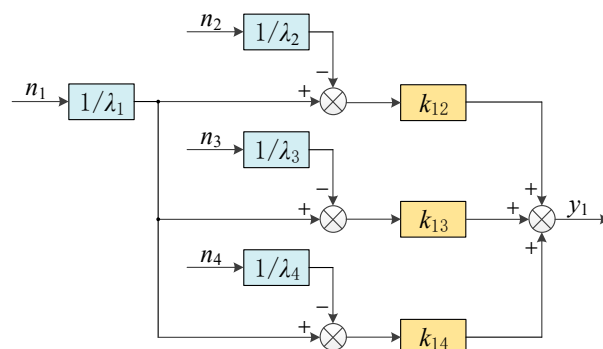 n₂
1/λ₂
−
n₁
1/λ₁
+
k₁₂
n₃
1/λ₃
−
+
+
k₁₃
+
y₁
n₄
1/λ₄
+
−
+
k₁₄